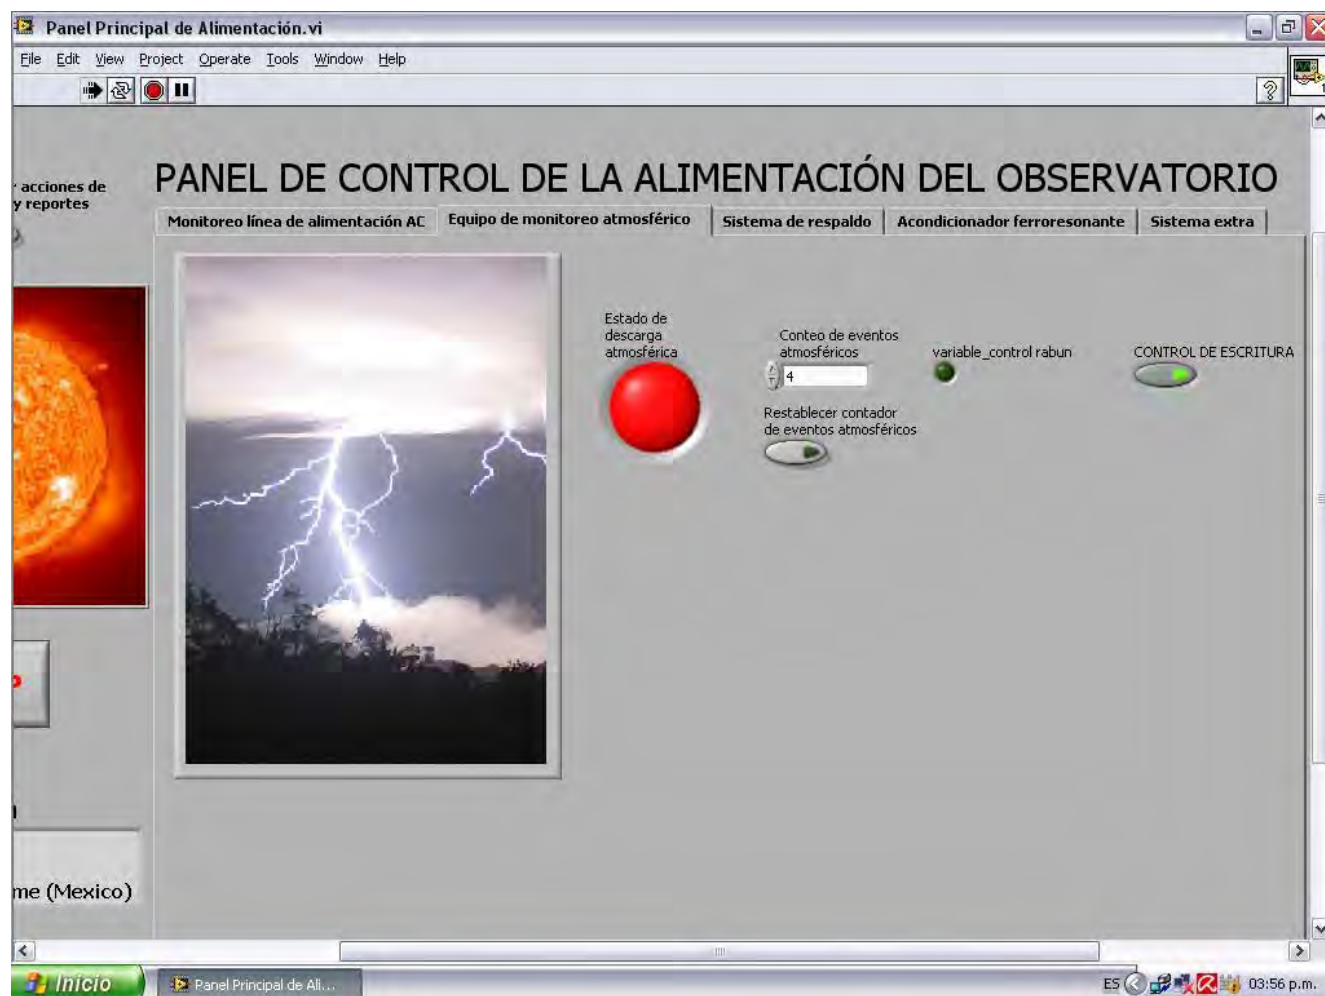 Panel Principal de Alimentación.vi
File Edit View Project Operate Tools Window Help
acciones de
y reportes
PANEL DE CONTROL DE LA ALIMENTACIÓN DEL OBSERVATORIO
Monitoreo línea de alimentación AC Equipo de monitoreo atmosférico Sistema de respaldo Acondicionador ferroresonante Sistema extra
Estado de
descarga
atmosférica
Conteo de eventos
atmosféricos
4
variable_control rabun
CONTROL DE ESCRITURA
Restablecer contador
de eventos atmosféricos
me (Mexico)
Inicio Panel Principal de Ali... ES 03:56 p.m.